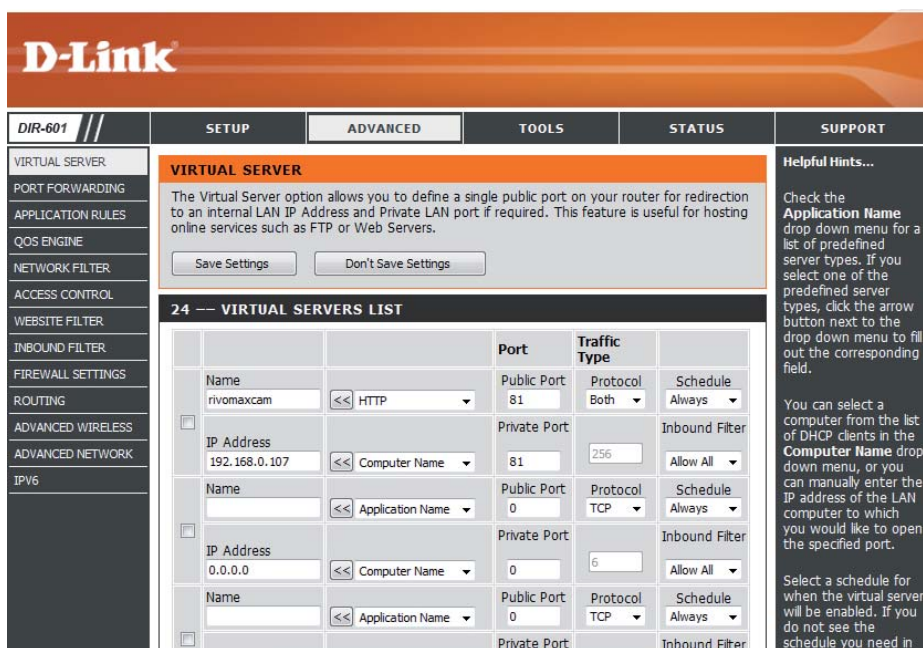 D-Link
DIR-601
SETUP
ADVANCED
TOOLS
STATUS
SUPPORT
VIRTUAL SERVER
PORT FORWARDING
APPLICATION RULES
QOS ENGINE
NETWORK FILTER
ACCESS CONTROL
WEBSITE FILTER
INBOUND FILTER
FIREWALL SETTINGS
ROUTING
ADVANCED WIRELESS
ADVANCED NETWORK
IPV6
VIRTUAL SERVER
The Virtual Server option allows you to define a single public port on your router for redirection
to an internal LAN IP Address and Private LAN port if required. This feature is useful for hosting
online services such as FTP or Web Servers.
Save Settings Don't Save Settings
24 -- VIRTUAL SERVERS LIST
Port Traffic
Type
Name Public Port Protocol Schedule
rivomaxcam << HTTP 81 Both Always
IP Address Private Port Inbound Filter
192.168.0.107 << Computer Name 81 256 Allow All
Name Public Port Protocol Schedule
<< Application Name 0 TCP Always
IP Address Private Port Inbound Filter
0.0.0.0 << Computer Name 0 6 Allow All
Name Public Port Protocol Schedule
<< Application Name 0 TCP Always
Private Port Inbound Filter
Helpful Hints...
Check the
Application Name
drop down menu for a
list of predefined
server types. If you
select one of the
predefined server
types, click the arrow
button next to the
drop down menu to fill
out the corresponding
field.
You can select a
computer from the list
of DHCP clients in the
Computer Name drop
down menu, or you
can manually enter the
IP address of the LAN
computer to which
you would like to open
the specified port.
Select a schedule for
when the virtual server
will be enabled. If you
do not see the
schedule you need in